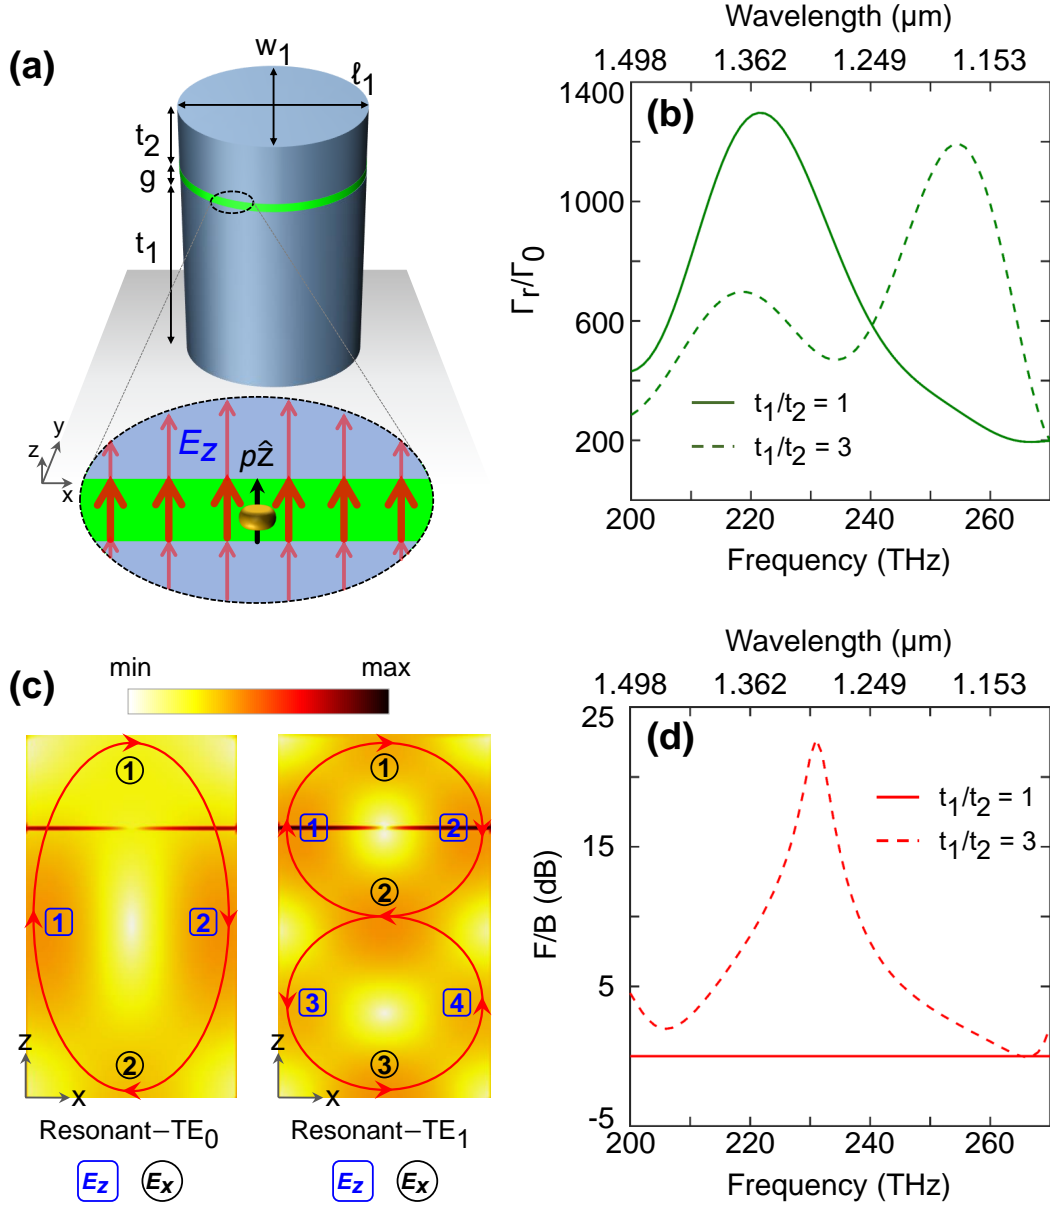 (a)
w1
ℓ1
t2
g
t1
z
y
x
Ez
pẑ
Wavelength (µm)
1.498 1.362 1.249 1.153
(b)
1400
1000
600
200
Γr/Γ0
t1/t2 = 1
t1/t2 = 3
200 220 240 260
Frequency (THz)
(c)
min max
1
1 2
2
z
x
Resonant−TE0
Ez Ex
1
1 2
2
3 4
3
z
x
Resonant−TE1
Ez Ex
Wavelength (µm)
1.498 1.362 1.249 1.153
(d)
25
15
5
-5
F/B (dB)
t1/t2 = 1
t1/t2 = 3
200 220 240 260
Frequency (THz)